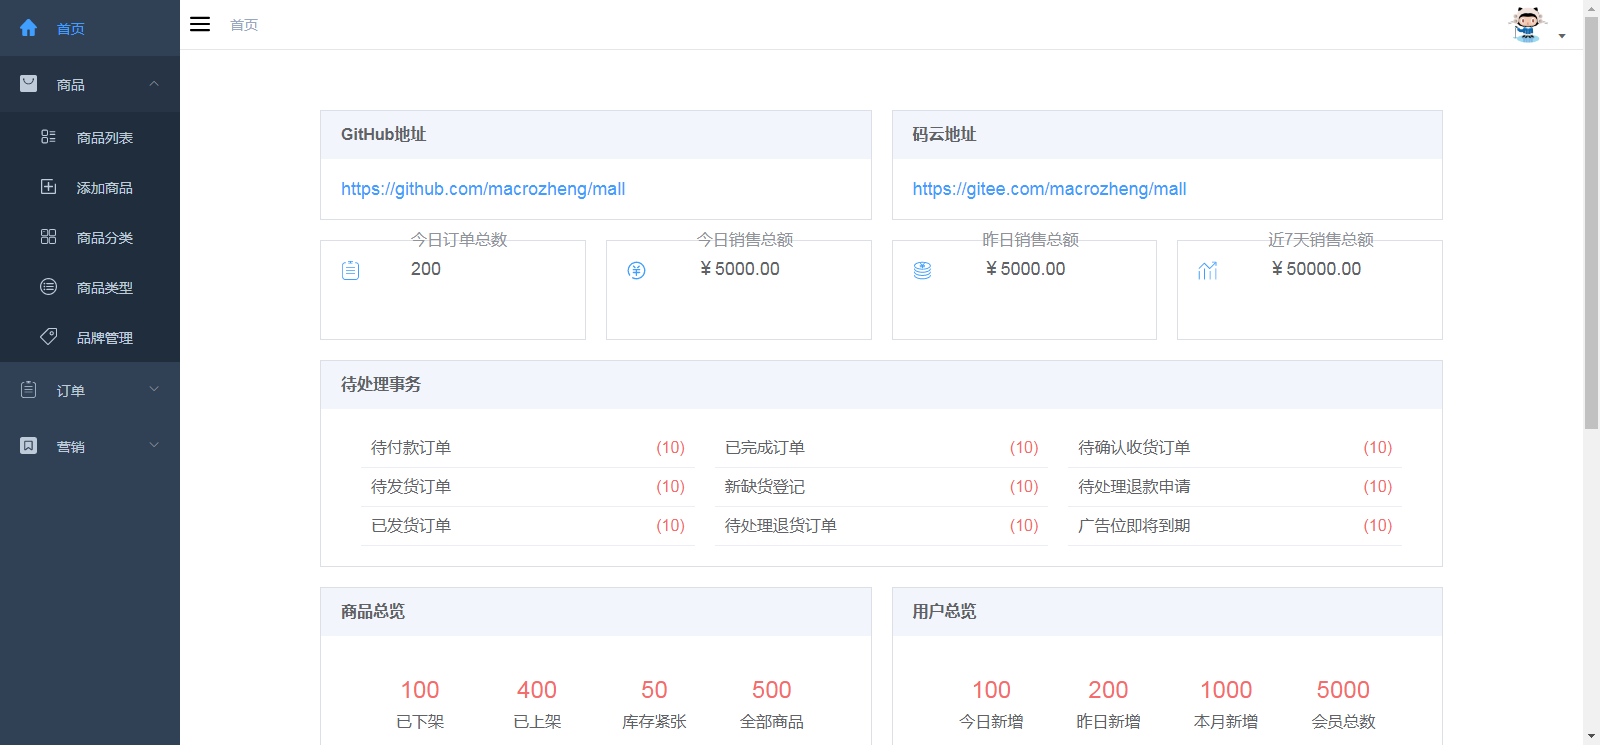 首页
商品
商品列表
添加商品
商品分类
商品类型
品牌管理
订单
营销
首页
GitHub地址
https://github.com/macrozheng/mall
码云地址
https://gitee.com/macrozheng/mall
今日订单总数
200
今日销售总额
￥5000.00
昨日销售总额
￥5000.00
近7天销售总额
￥50000.00
待处理事务
待付款订单 (10) 已完成订单 (10) 待确认收货订单 (10)
待发货订单 (10) 新缺货登记 (10) 待处理退款申请 (10)
已发货订单 (10) 待处理退货订单 (10) 广告位即将到期 (10)
商品总览
100 400 50 500
已下架 已上架 库存紧张 全部商品
用户总览
100 200 1000 5000
今日新增 昨日新增 本月新增 会员总数